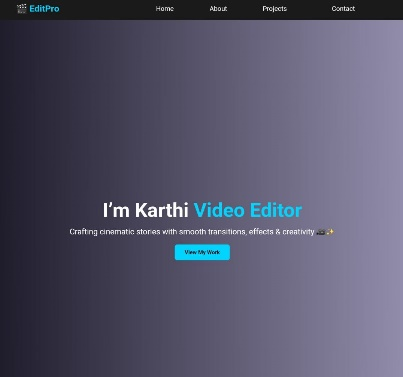 🎬 EditPro
Home About Projects Contact
I'm Karthi Video Editor
Crafting cinematic stories with smooth transitions, effects & creativity 🎥✨
View My Work